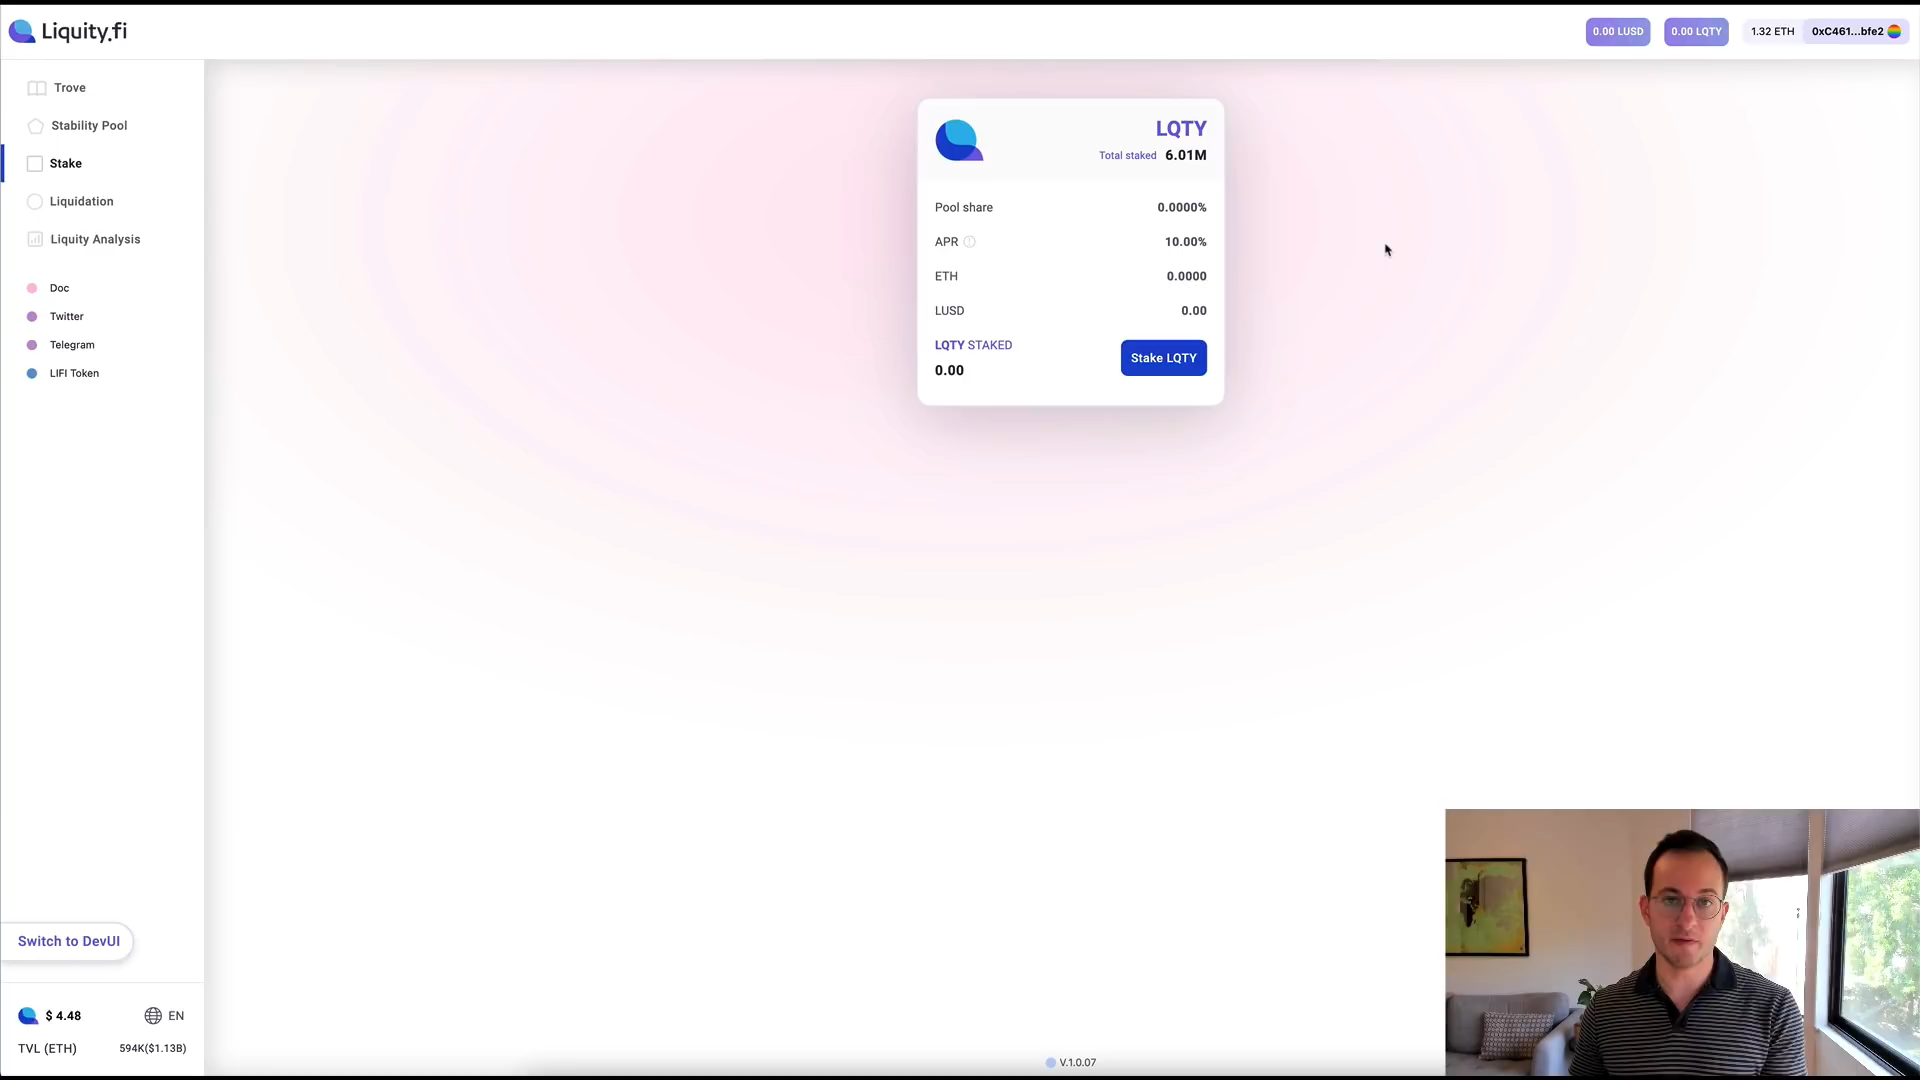 Liquity.fi
0.00 LUSD
0.00 LQTY
1.32 ETH
0xC461...bfe2
Trove
Stability Pool
Stake
Liquidation
Liquity Analysis
Doc
Twitter
Telegram
LIFI Token
LQTY
Total staked 6.01M
Pool share 0.0000%
APR 10.00%
ETH 0.0000
LUSD 0.00
LQTY STAKED
0.00
Stake LQTY
Switch to DevUI
$ 4.48
EN
TVL (ETH) 594K($1.13B)
V.1.0.07